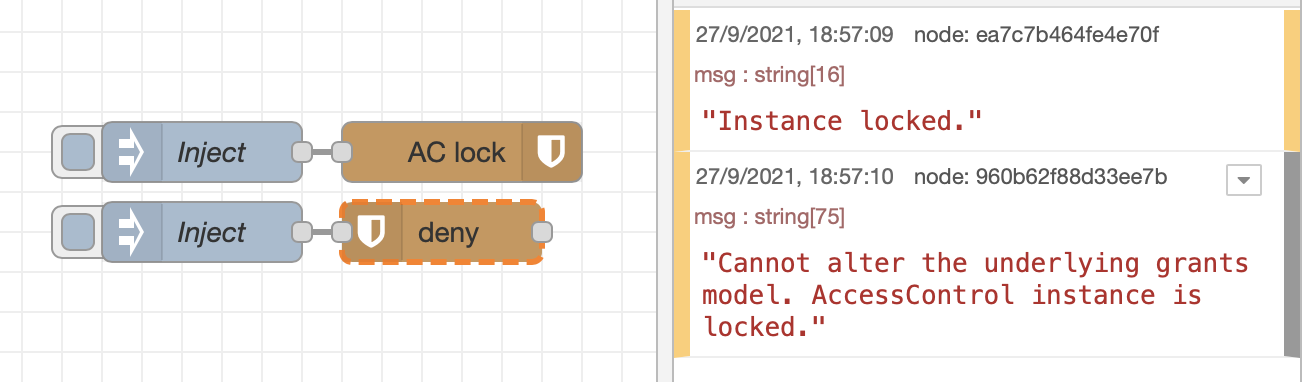 Inject
AC lock
Inject
deny
27/9/2021, 18:57:09 node: ea7c7b464fe4e70f
msg : string[16]
"Instance locked."
27/9/2021, 18:57:10 node: 960b62f88d33ee7b
msg : string[75]
"Cannot alter the underlying grants
model. AccessControl instance is
locked."